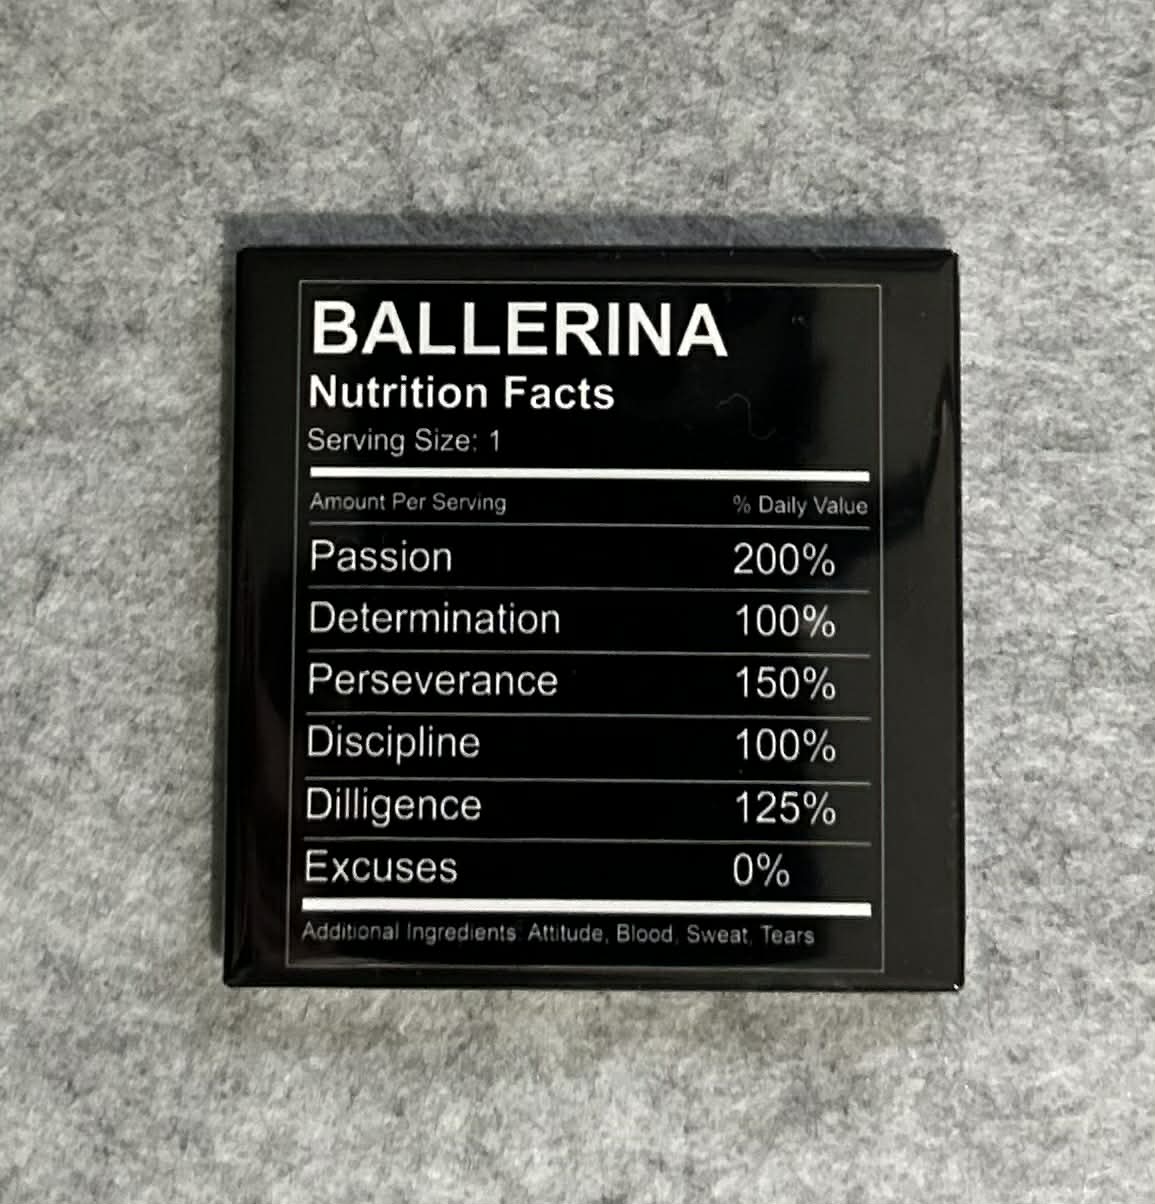 BALLERINA
Nutrition Facts
Serving Size: 1
Amount Per Serving % Daily Value
Passion 200%
Determination 100%
Perseverance 150%
Discipline 100%
Dilligence 125%
Excuses 0%
Additional Ingredients: Attitude, Blood, Sweat, Tears